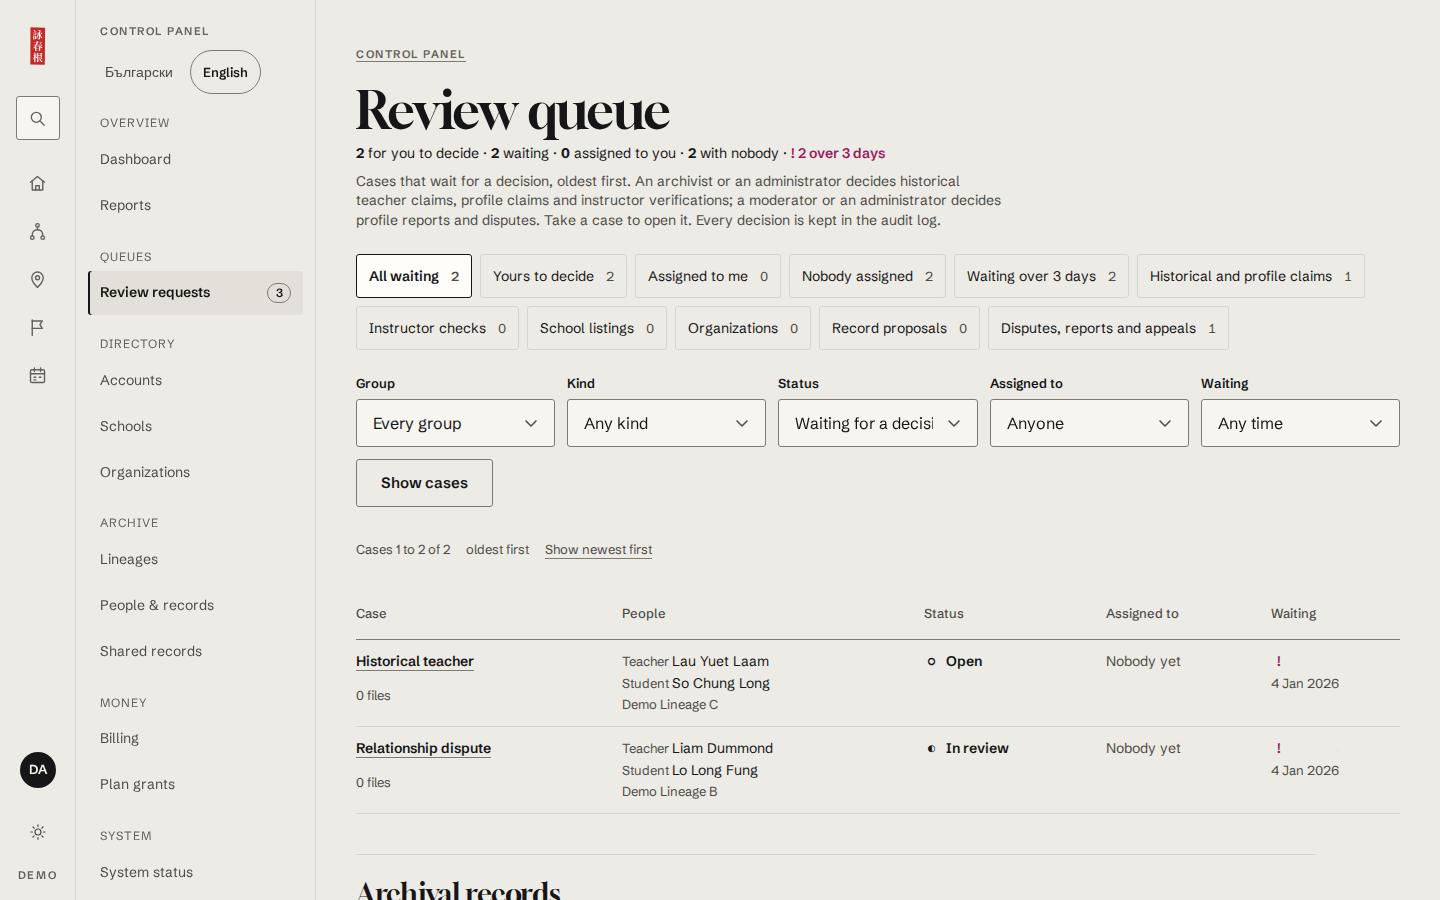 詠春根
CONTROL PANEL
Български
English
OVERVIEW
Dashboard
Reports
QUEUES
Review requests 3
DIRECTORY
Accounts
Schools
Organizations
ARCHIVE
Lineages
People & records
Shared records
MONEY
Billing
Plan grants
SYSTEM
System status
DA
DEMO
CONTROL PANEL
Review queue
2 for you to decide · 2 waiting · 0 assigned to you · 2 with nobody · ! 2 over 3 days
Cases that wait for a decision, oldest first. An archivist or an administrator decides historical
teacher claims, profile claims and instructor verifications; a moderator or an administrator decides
profile reports and disputes. Take a case to open it. Every decision is kept in the audit log.
All waiting 2 Yours to decide 2 Assigned to me 0 Nobody assigned 2 Waiting over 3 days 2 Historical and profile claims 1
Instructor checks 0 School listings 0 Organizations 0 Record proposals 0 Disputes, reports and appeals 1
Group Kind Status Assigned to Waiting
Every group Any kind Waiting for a decisi Anyone Any time
Show cases
Cases 1 to 2 of 2 oldest first Show newest first
Case People Status Assigned to Waiting
Historical teacher Teacher Lau Yuet Laam Open Nobody yet !
Student So Chung Long 4 Jan 2026
0 files Demo Lineage C
Relationship dispute Teacher Liam Dummond In review Nobody yet !
Student Lo Long Fung 4 Jan 2026
0 files Demo Lineage B
Archival records